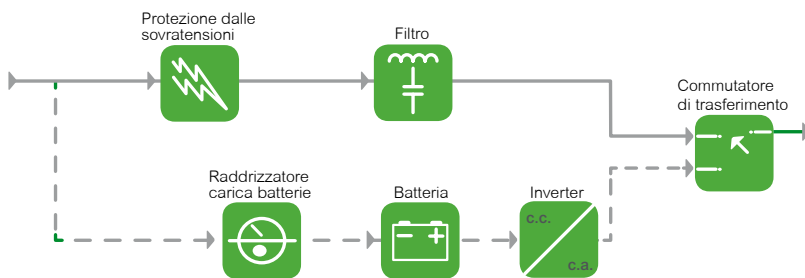 Protezione dalle
sovratensioni
Filtro
Commutatore
di trasferimento
Raddrizzatore
carica batterie
Batteria
Inverter
c.c.
c.a.